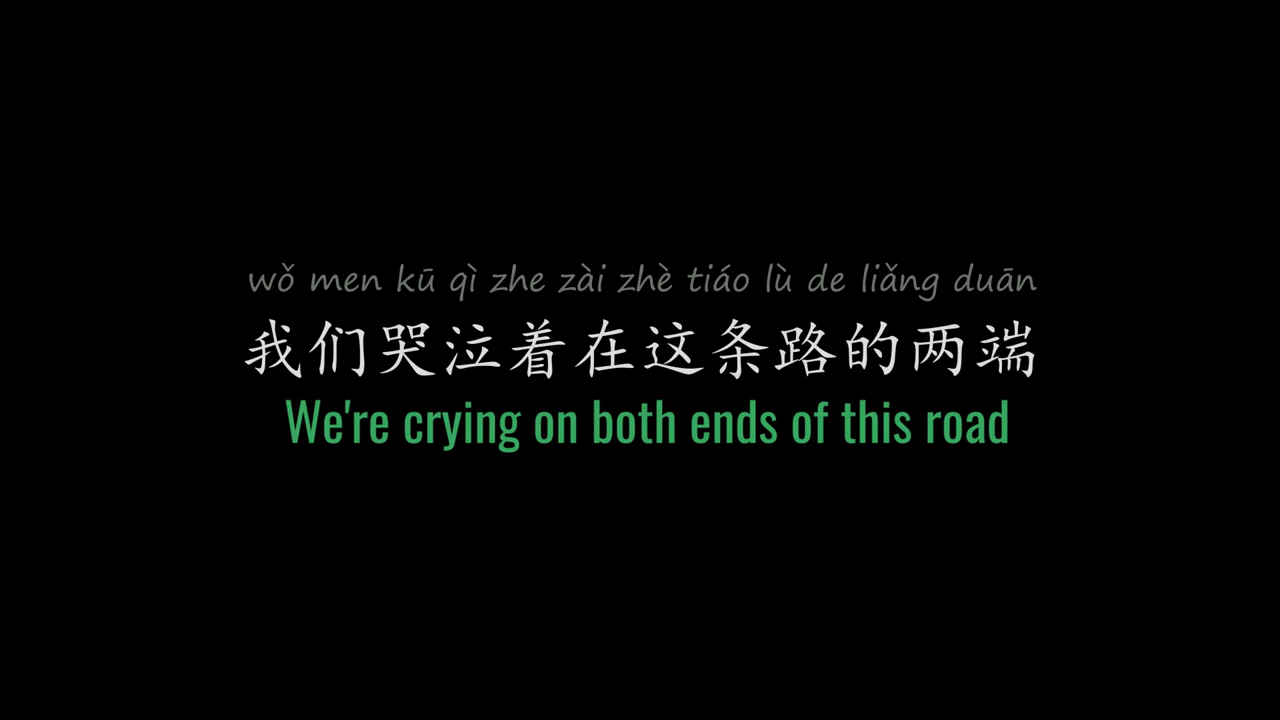 wǒ men kū qì zhe zài zhè tiáo lù de liǎng duān
我们哭泣着在这条路的两端
We're crying on both ends of this road